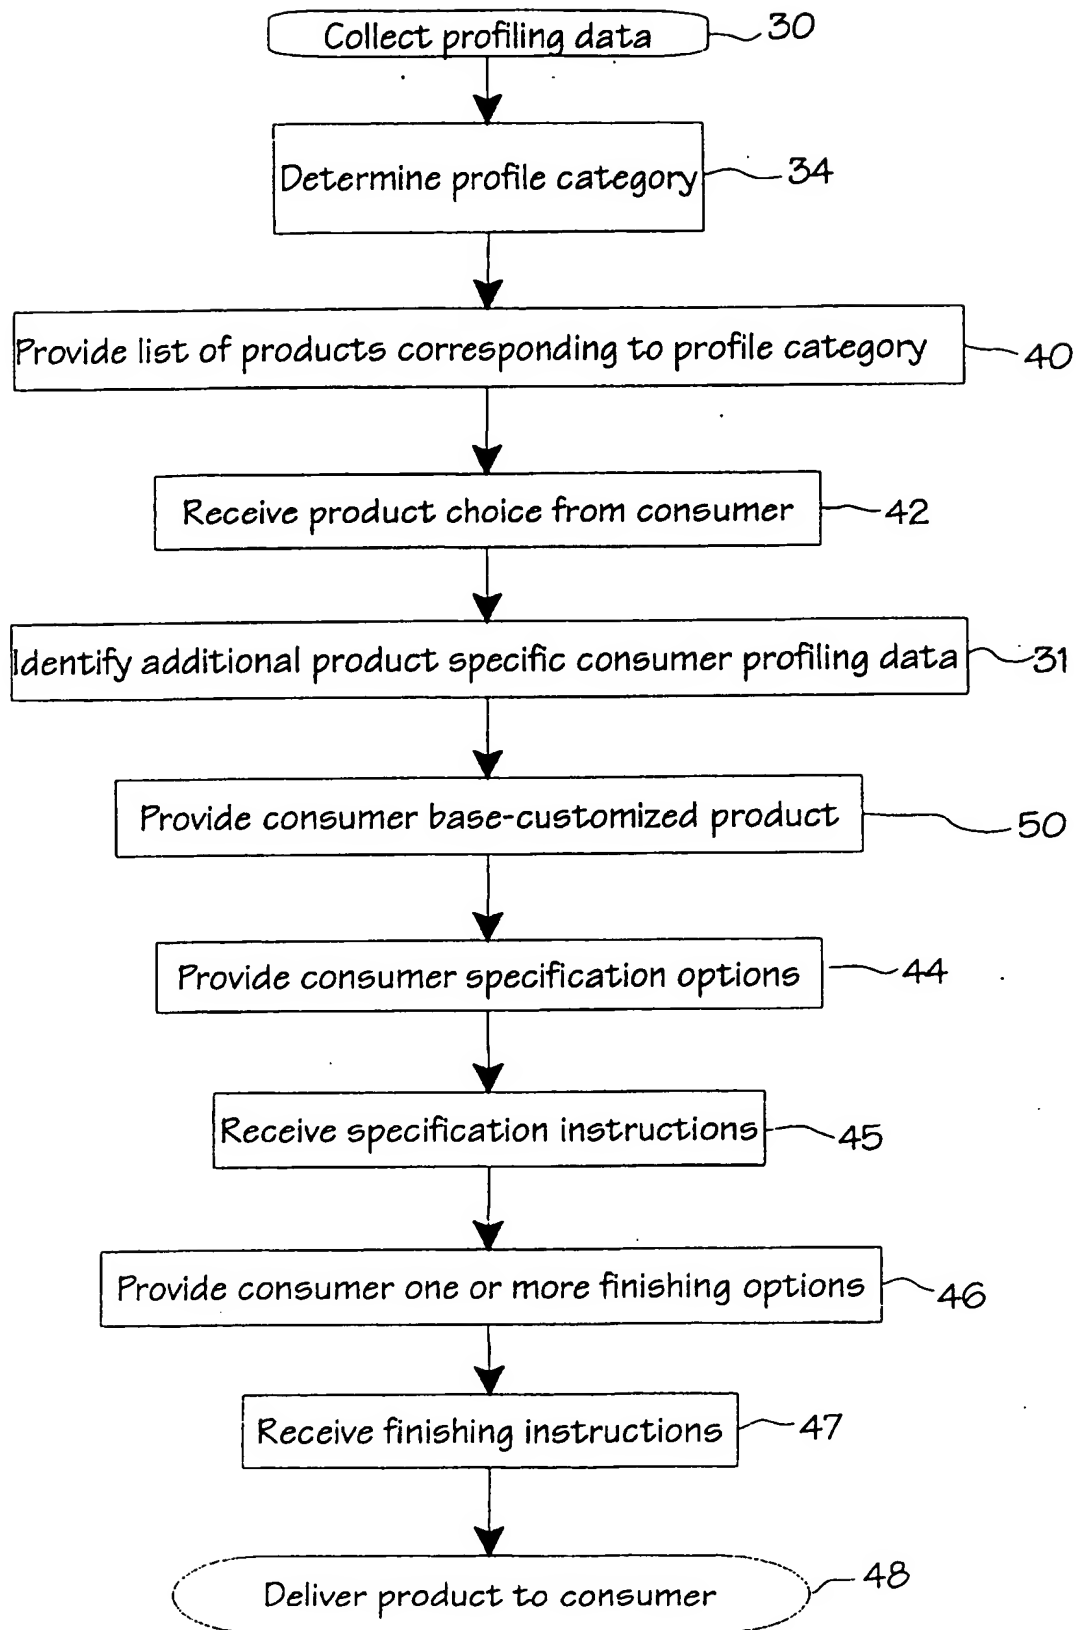 Collect profiling data 30
Determine profile category 34
Provide list of products corresponding to profile category 40
Receive product choice from consumer 42
Identify additional product specific consumer profiling data 31
Provide consumer base-customized product 50
Provide consumer specification options 44
Receive specification instructions 45
Provide consumer one or more finishing options 46
Receive finishing instructions 47
Deliver product to consumer 48